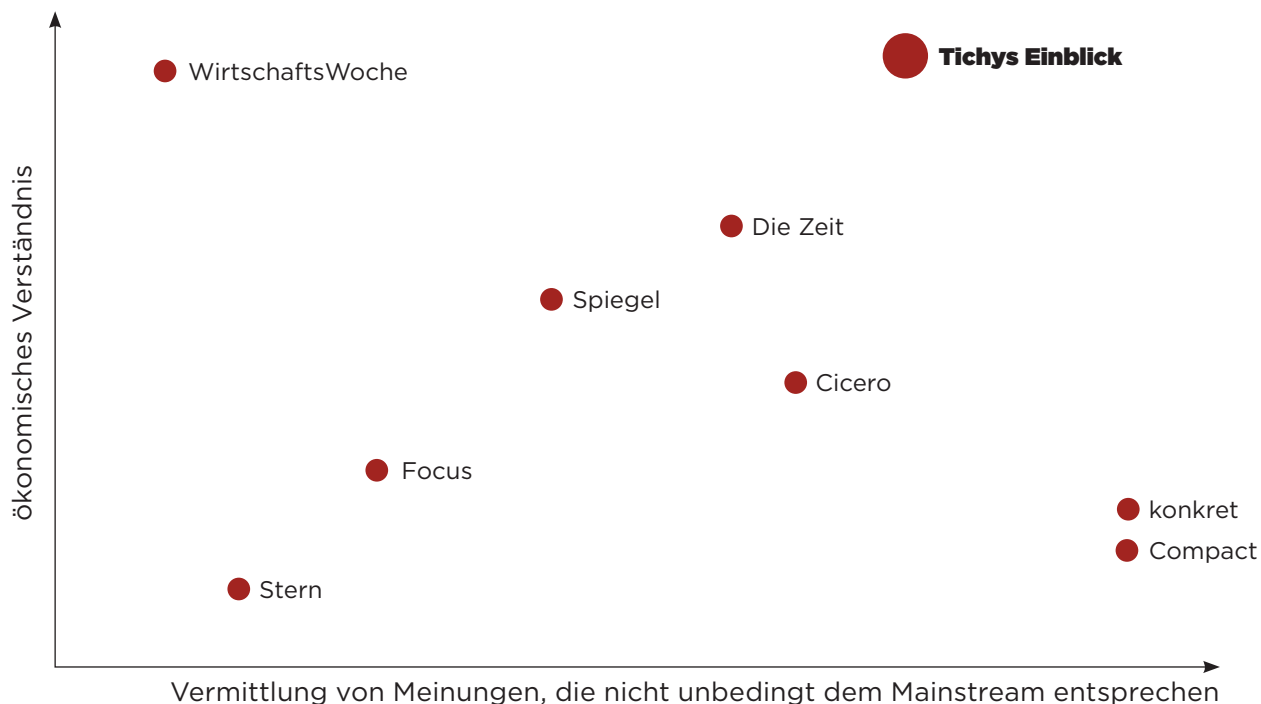 WirtschaftsWoche
Tichys Einblick
Die Zeit
Spiegel
Cicero
Focus
konkret
Compact
Stern
ökonomisches Verständnis
Vermittlung von Meinungen, die nicht unbedingt dem Mainstream entsprechen